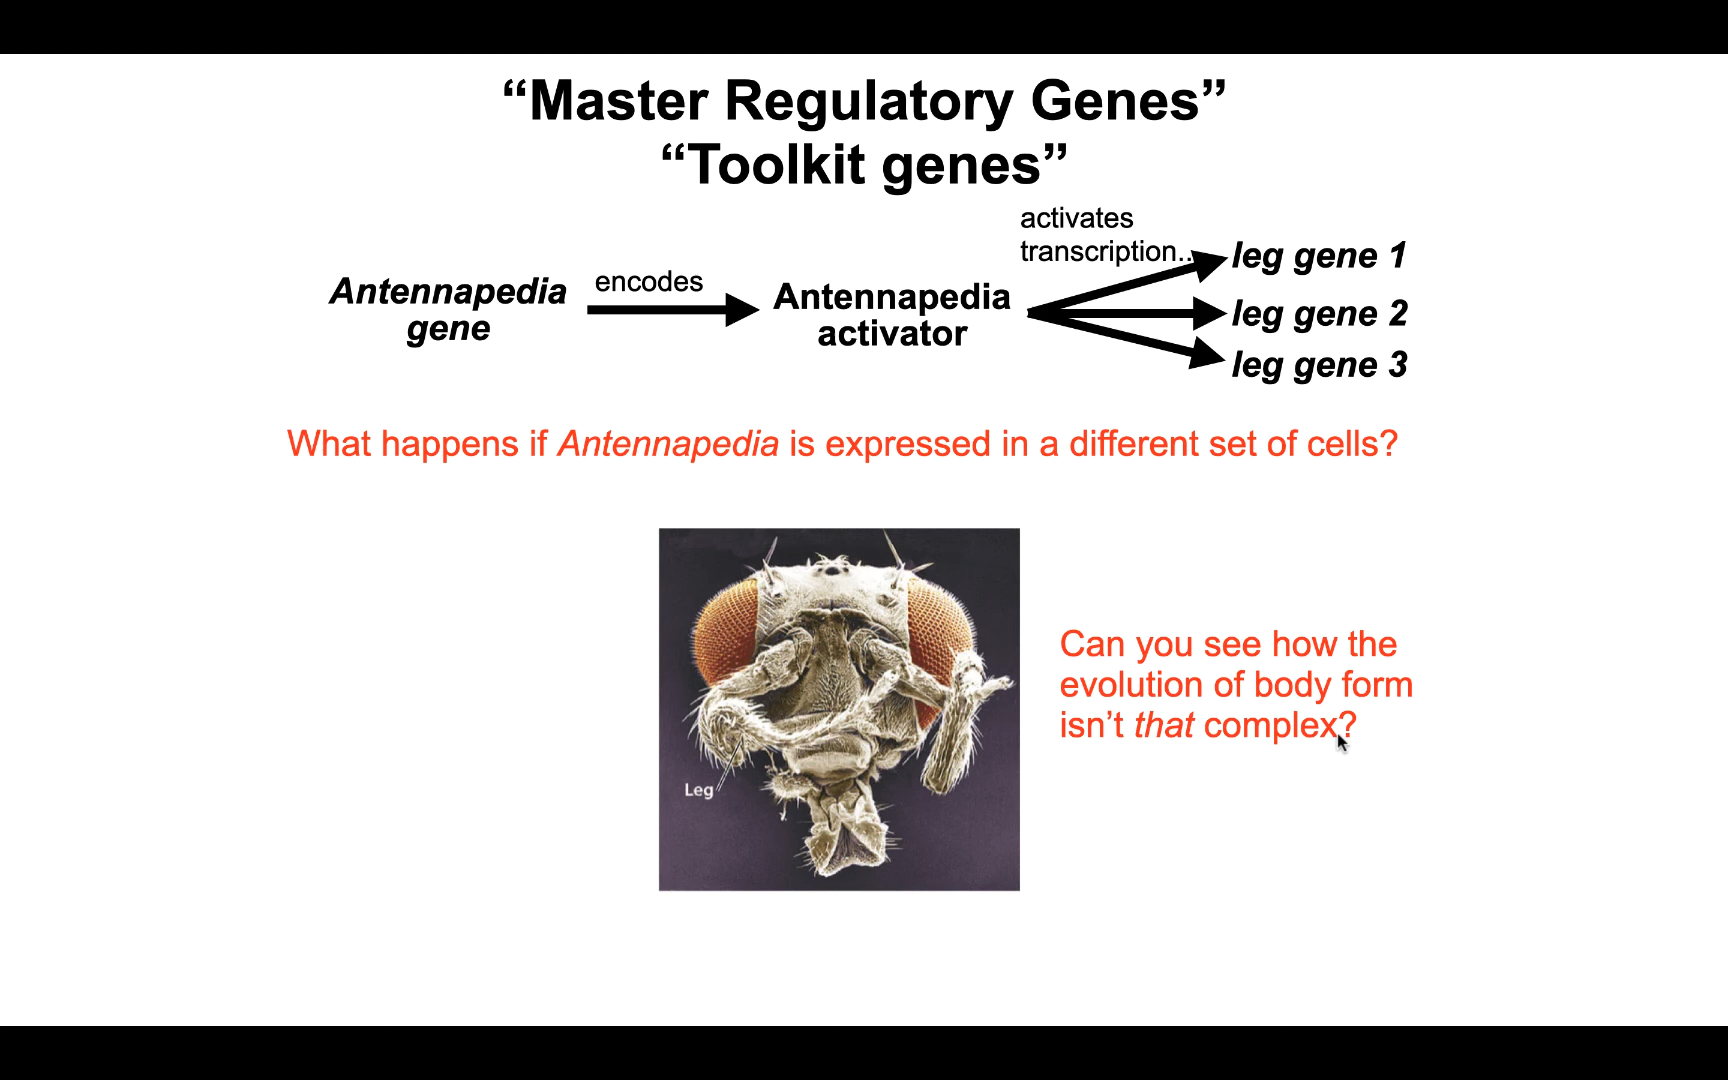 “Master Regulatory Genes”
“Toolkit genes”
activates
transcription..
Antennapedia
gene
encodes
Antennapedia
activator
leg gene 1
leg gene 2
leg gene 3
What happens if Antennapedia is expressed in a different set of cells?
Can you see how the
evolution of body form
isn’t that complex?
Leg